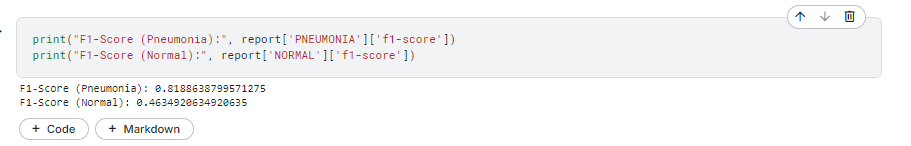 print("F1-Score (Pneumonia):", report['PNEUMONIA']['f1-score'])
print("F1-Score (Normal):", report['NORMAL']['f1-score'])
F1-Score (Pneumonia): 0.8188638799571275
F1-Score (Normal): 0.4634920634920635
+ Code + Markdown